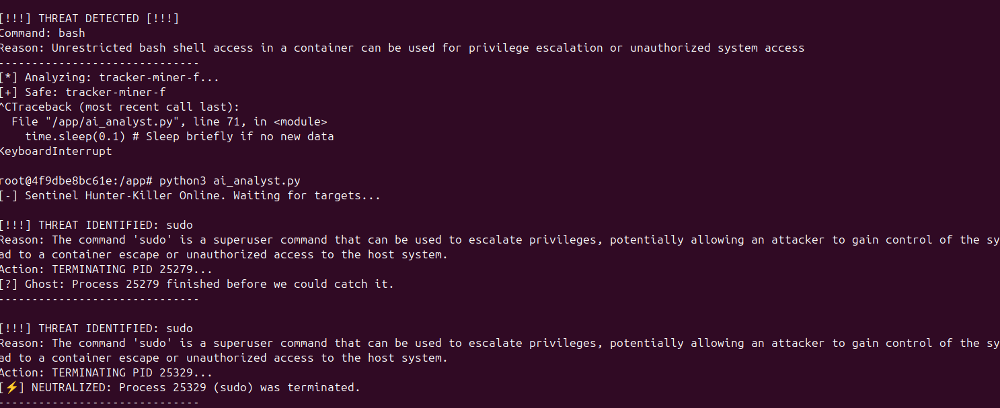 [!!!] THREAT DETECTED [!!!]
Command: bash
Reason: Unrestricted bash shell access in a container can be used for privilege escalation or unauthorized system access
------------------------------
[*] Analyzing: tracker-miner-f...
[+] Safe: tracker-miner-f
^CTraceback (most recent call last):
  File "/app/ai_analyst.py", line 71, in <module>
    time.sleep(0.1) # Sleep briefly if no new data
KeyboardInterrupt

root@4f9dbe8bc61e:/app# python3 ai_analyst.py
[-] Sentinel Hunter-Killer Online. Waiting for targets...

[!!!] THREAT IDENTIFIED: sudo
Reason: The command 'sudo' is a superuser command that can be used to escalate privileges, potentially allowing an attacker to gain control of the sy
ad to a container escape or unauthorized access to the host system.
Action: TERMINATING PID 25279...
[?] Ghost: Process 25279 finished before we could catch it.
------------------------------

[!!!] THREAT IDENTIFIED: sudo
Reason: The command 'sudo' is a superuser command that can be used to escalate privileges, potentially allowing an attacker to gain control of the sy
ad to a container escape or unauthorized access to the host system.
Action: TERMINATING PID 25329...
[⚡] NEUTRALIZED: Process 25329 (sudo) was terminated.
------------------------------